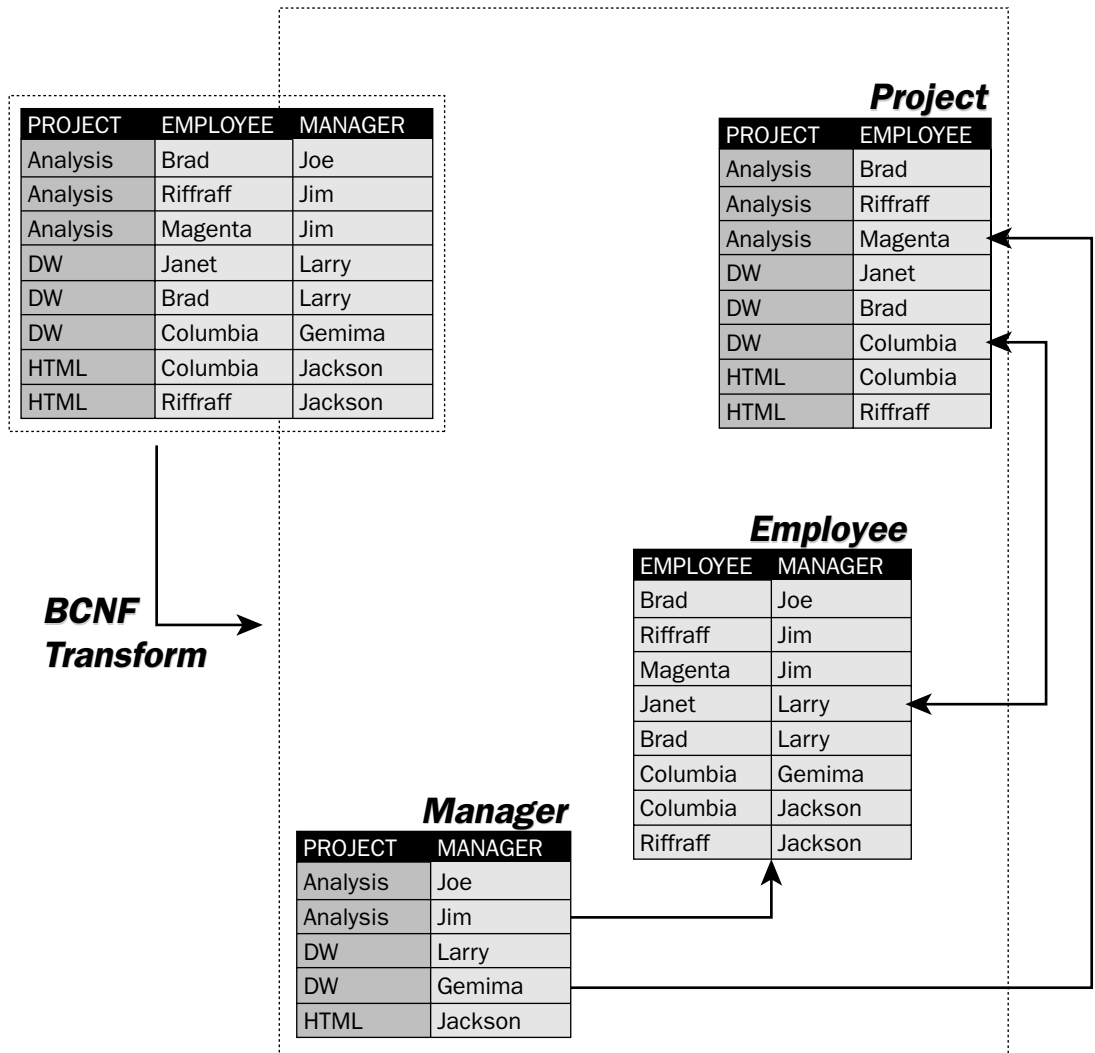 PROJECT EMPLOYEE MANAGER
Analysis Brad Joe
Analysis Riffraff Jim
Analysis Magenta Jim
DW Janet Larry
DW Brad Larry
DW Columbia Gemima
HTML Columbia Jackson
HTML Riffraff Jackson
Project
PROJECT EMPLOYEE
Analysis Brad
Analysis Riffraff
Analysis Magenta
DW Janet
DW Brad
DW Columbia
HTML Columbia
HTML Riffraff
BCNF
Transform
Employee
EMPLOYEE MANAGER
Brad Joe
Riffraff Jim
Magenta Jim
Janet Larry
Brad Larry
Columbia Gemima
Columbia Jackson
Riffraff Jackson
Manager
PROJECT MANAGER
Analysis Joe
Analysis Jim
DW Larry
DW Gemima
HTML Jackson